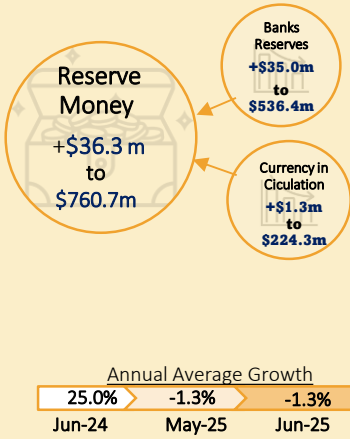 Reserve
Money
+$36.3 m
to
$760.7m
Banks
Reserves
+$35.0m
to
$536.4m
Currency in
Ciculation
+$1.3m
to
$224.3m
Annual Average Growth
25.0% -1.3% -1.3%
Jun-24 May-25 Jun-25